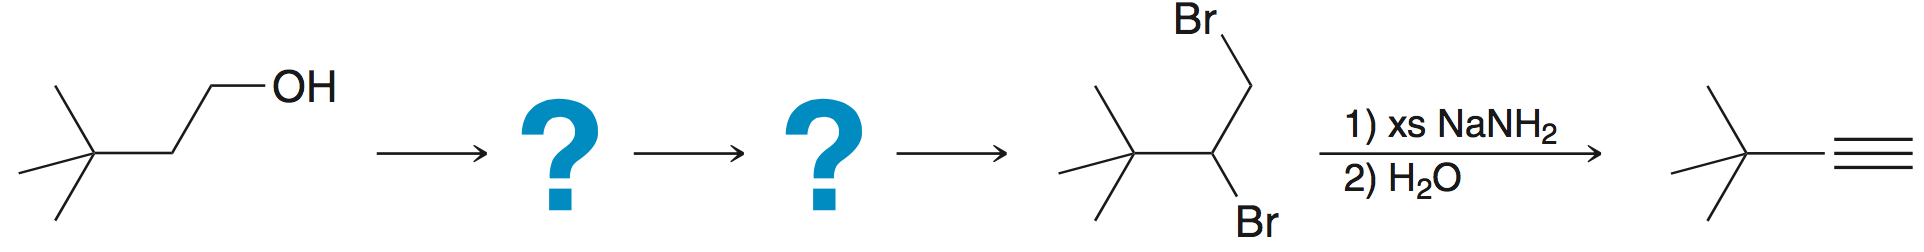 OH
?
?
Br
Br
1) xs NaNH₂
2) H₂O